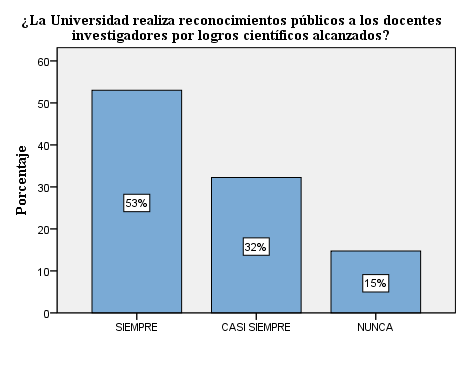 ¿La Universidad realiza reconocimientos públicos a los docentes
investigadores por logros científicos alcanzados?
Porcentaje
60
50
40
30
20
10
0
53%
32%
15%
SIEMPRE
CASI SIEMPRE
NUNCA